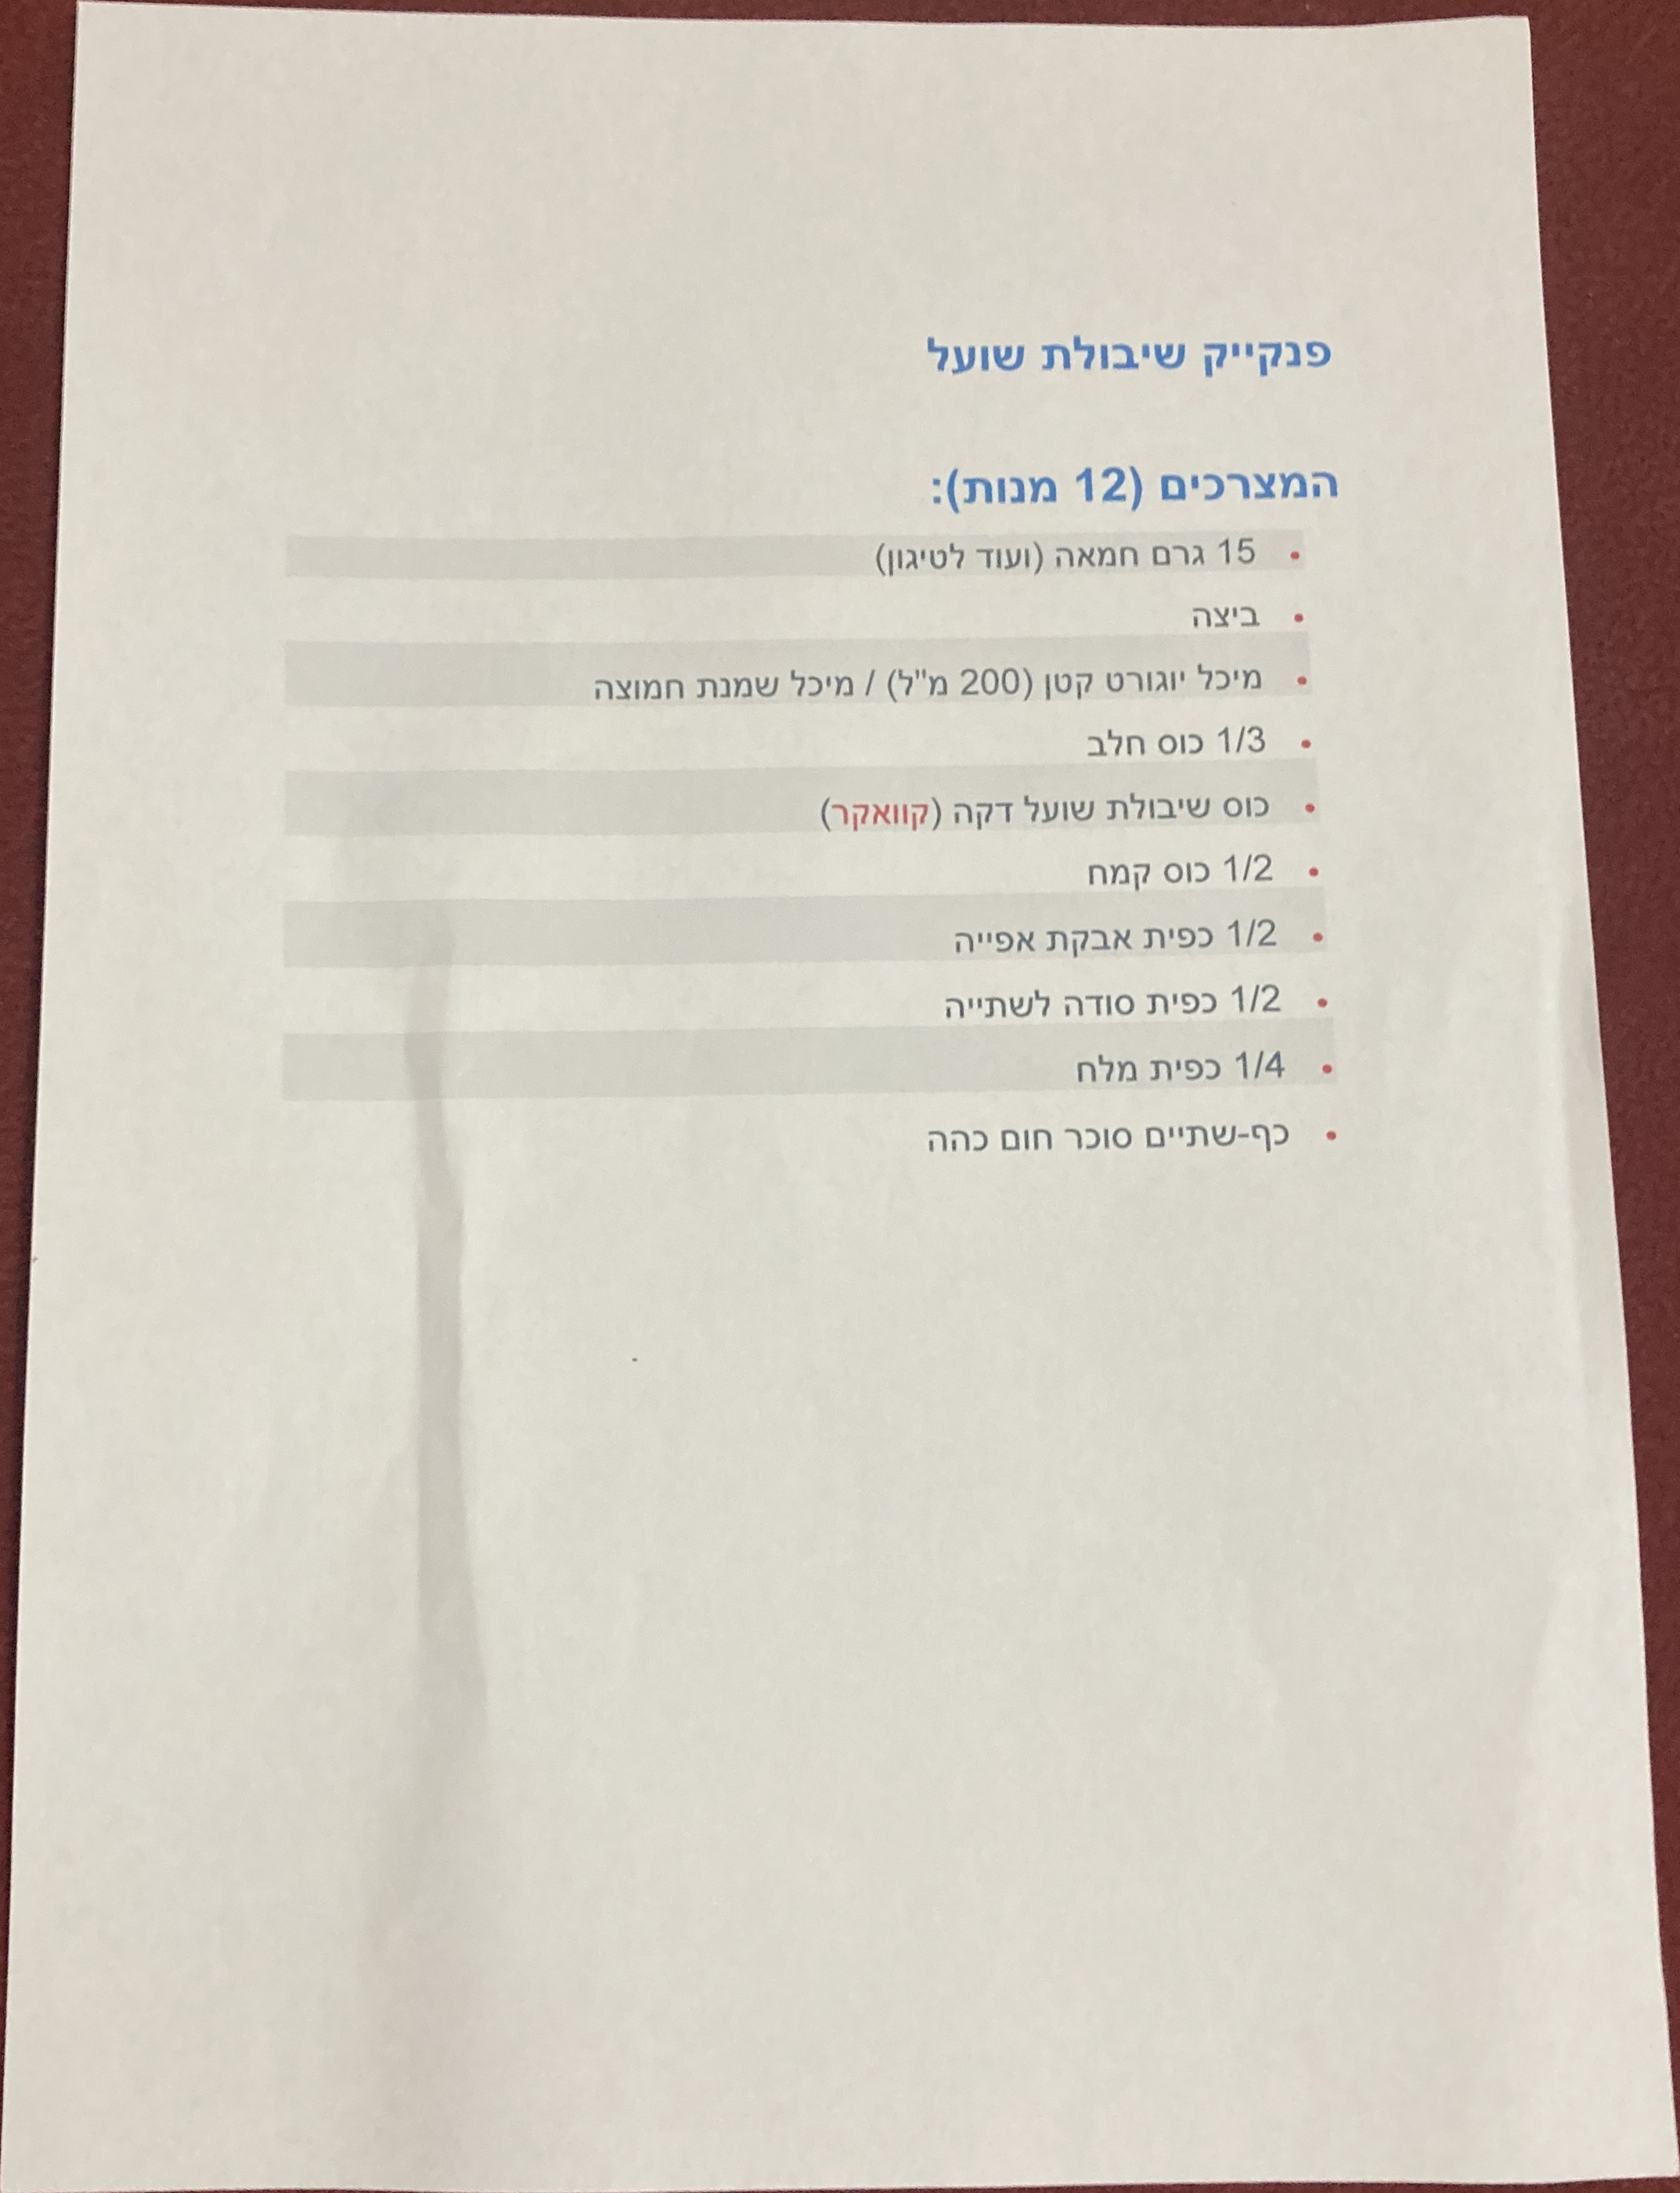 פנקייק שיבולת שועל
המצרכים (12 מנות):
• 15 גרם חמאה (ועוד לטיגון)
• ביצה
• מיכל יוגורט קטן (200 מ"ל) / מיכל שמנת חמוצה
• 1/3 כוס חלב
• כוס שיבולת שועל דקה (קוואקר)
• 1/2 כוס קמח
• 1/2 כפית אבקת אפייה
• 1/2 כפית סודה לשתייה
• 1/4 כפית מלח
• כף-שתיים סוכר חום כהה